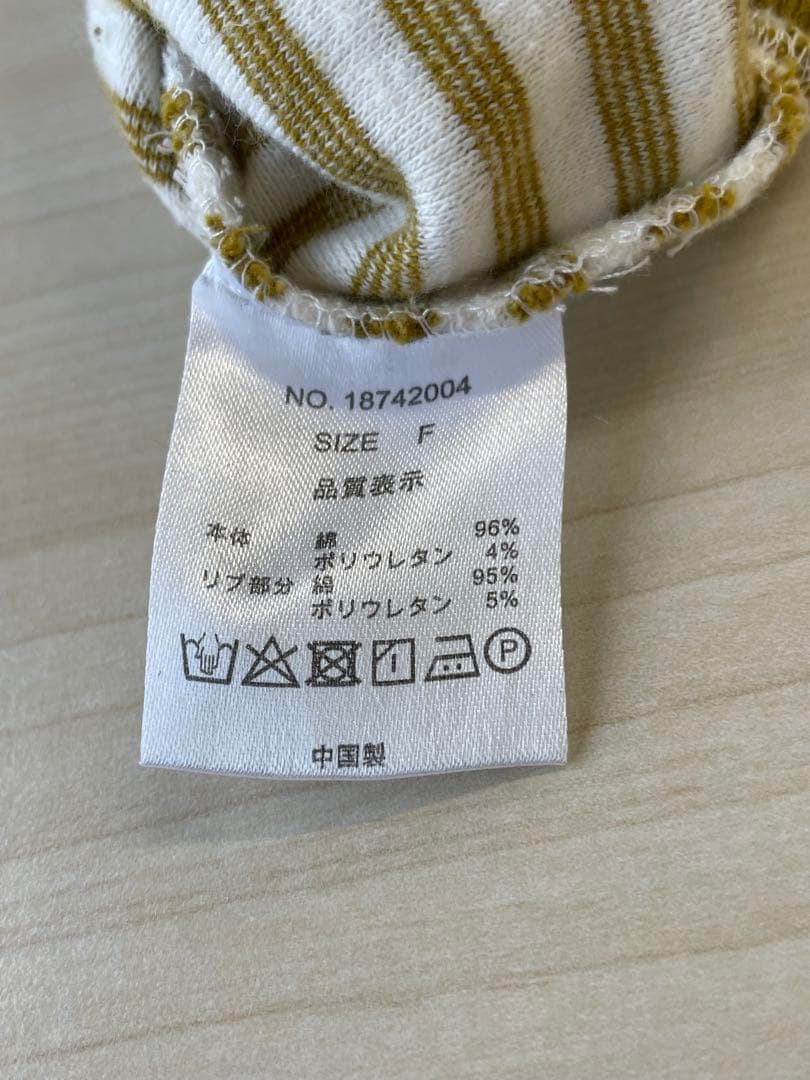 NO. 18742004
SIZE F
品質表示
本体 綿 96%
ポリウレタン 4%
リブ部分 綿 95%
ポリウレタン 5%
P
中国製